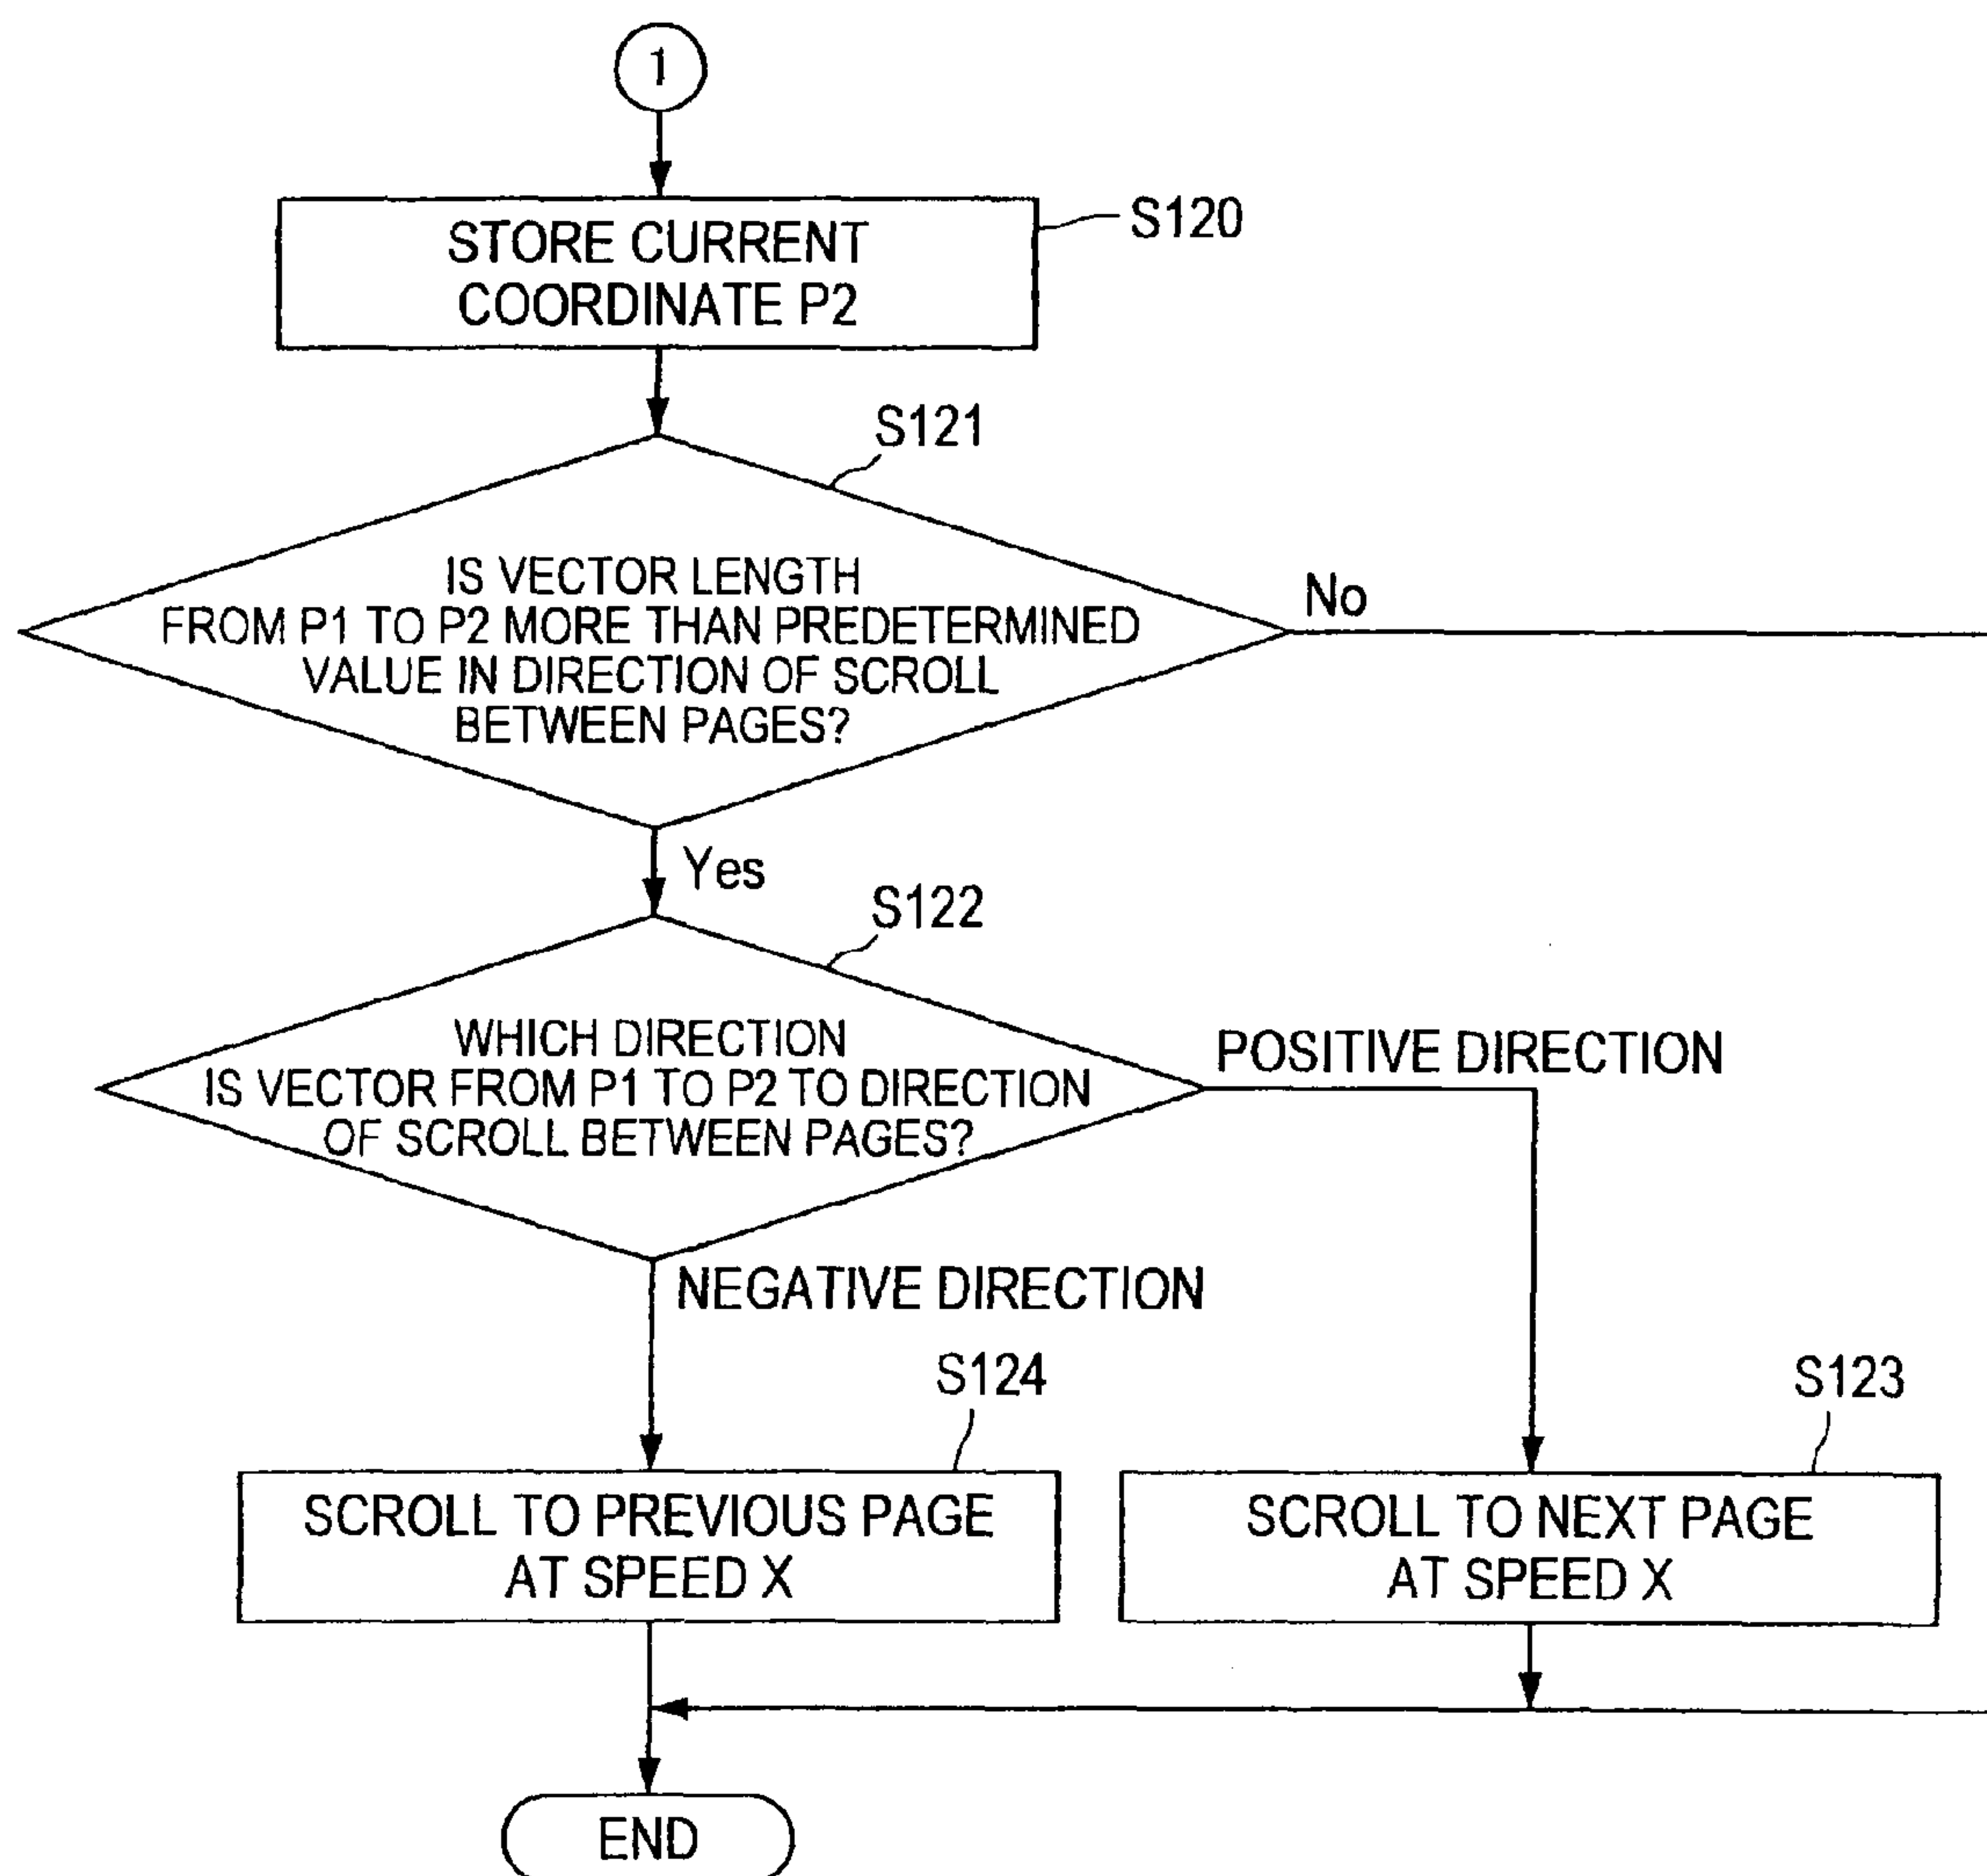 1
STORE CURRENT
COORDINATE P2
S120
S121
IS VECTOR LENGTH
FROM P1 TO P2 MORE THAN PREDETERMINED
VALUE IN DIRECTION OF SCROLL
BETWEEN PAGES?
No
Yes
S122
WHICH DIRECTION
IS VECTOR FROM P1 TO P2 TO DIRECTION
OF SCROLL BETWEEN PAGES?
POSITIVE DIRECTION
NEGATIVE DIRECTION
S124
S123
SCROLL TO PREVIOUS PAGE
AT SPEED X
SCROLL TO NEXT PAGE
AT SPEED X
END